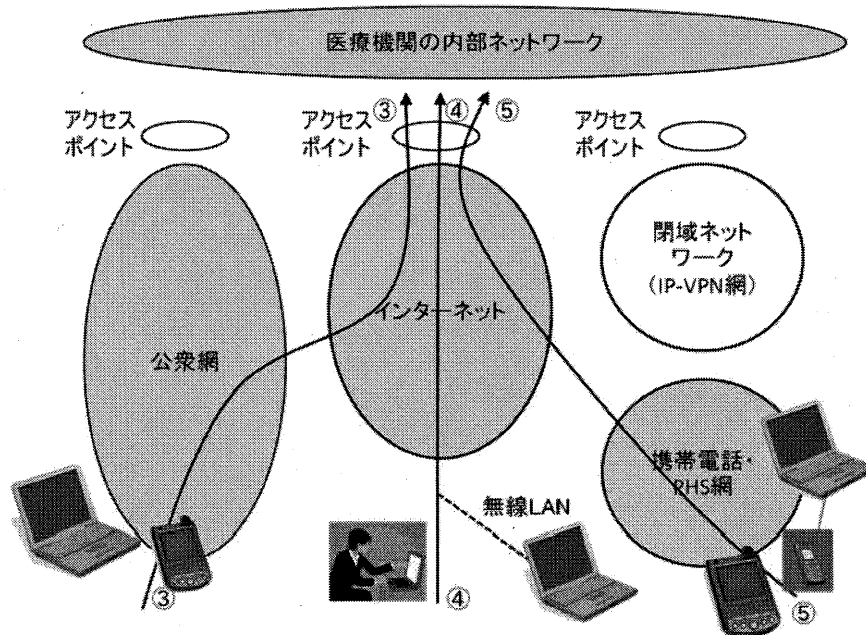 医療機関の内部ネットワーク
③
④
⑤
アクセス
ポイント
アクセス
ポイント
アクセス
ポイント
閉域ネット
ワーク
(IP-VPN網)
インターネット
公衆網
携帯電話・
PHS網
無線LAN
③
④
⑤